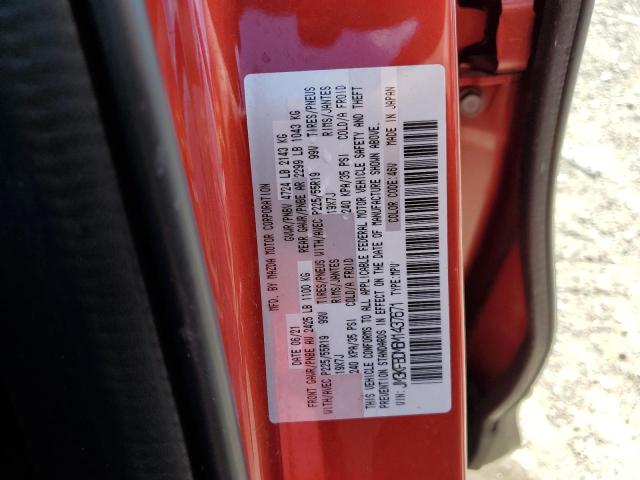 MFD. BY MAZDA MOTOR CORPORATION
DATE 06/21 GVWR/PNBV 4724 LB 2143 KG
FRONT GAWR/PNBE AV 2425 LB 1100 KG REAR GAWR/PNBE AR 2299 LB 1043 KG
WITH/AVEC P225/55R19 99V TIRES/PNEUS WITH/AVEC P225/55R19 99V TIRES/PNEUS
19X7J RIMS/JANTES 19X7J RIMS/JANTES
240 KPA/35 PSI COLD/A FROID 240 KPA/35 PSI COLD/A FROID
THIS VEHICLE CONFORMS TO ALL APPLICABLE FEDERAL MOTOR VEHICLE SAFETY AND THEFT
PREVENTION STANDARDS IN EFFECT ON THE DATE OF MANUFACTURE SHOWN ABOVE.
VIN: JM3KFBDM8M1437671 TYPE:MPV COLOR CODE:46V MADE IN JAPAN